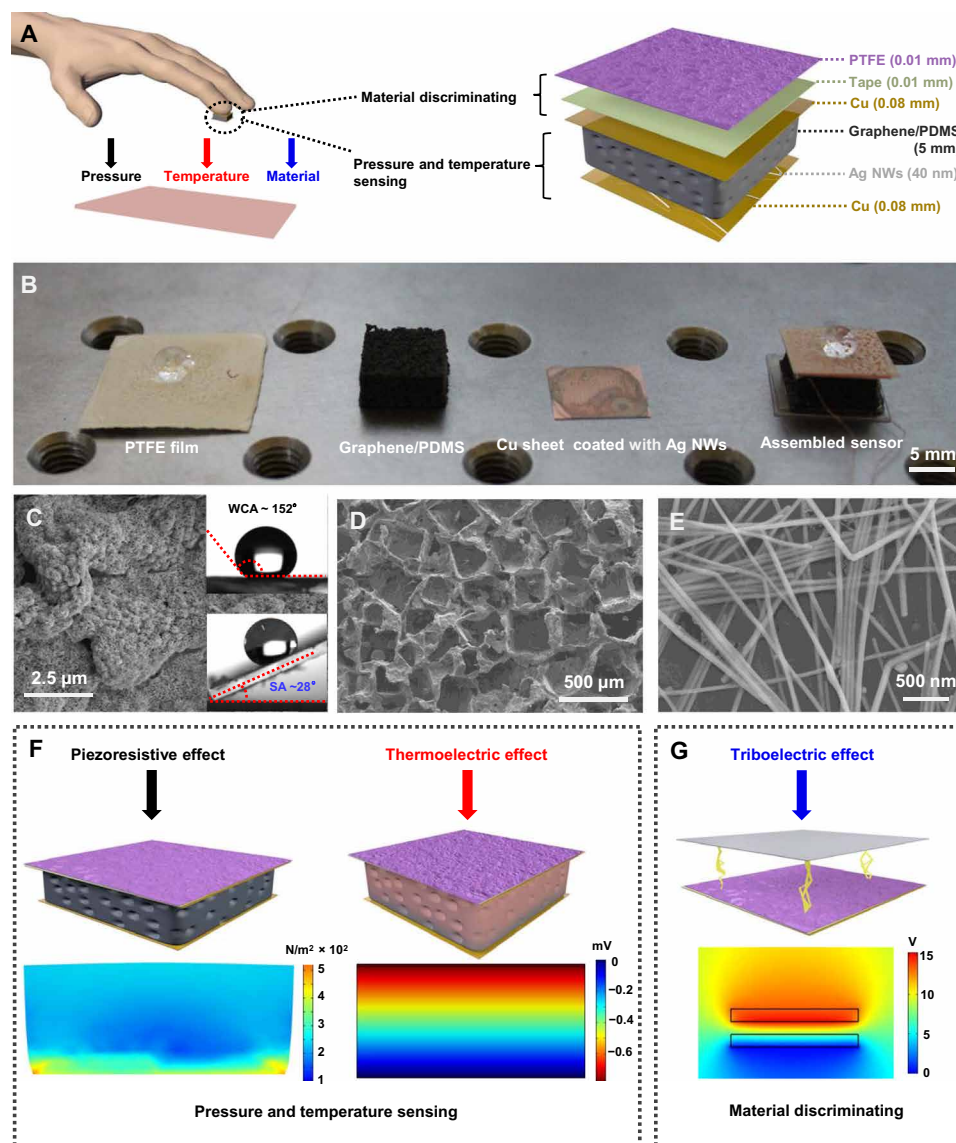 A
PTFE (0.01 mm)
Tape (0.01 mm)
Cu (0.08 mm)
Material discriminating
Graphene/PDMS
(5 mm)
Pressure and temperature
sensing
Pressure
Temperature
Material
Ag NWs (40 nm)
Cu (0.08 mm)
B
PTFE film
Graphene/PDMS
Cu sheet coated with Ag NWs
Assembled sensor
5 mm
C
WCA ~ 152°
SA ~28°
2.5 µm
D
500 µm
E
500 nm
F
Piezoresistive effect
Thermoelectric effect
N/m² × 10²
5
4
3
2
1
mV
0
−0.2
−0.4
−0.6
Pressure and temperature sensing
G
Triboelectric effect
V
15
10
5
0
Material discriminating